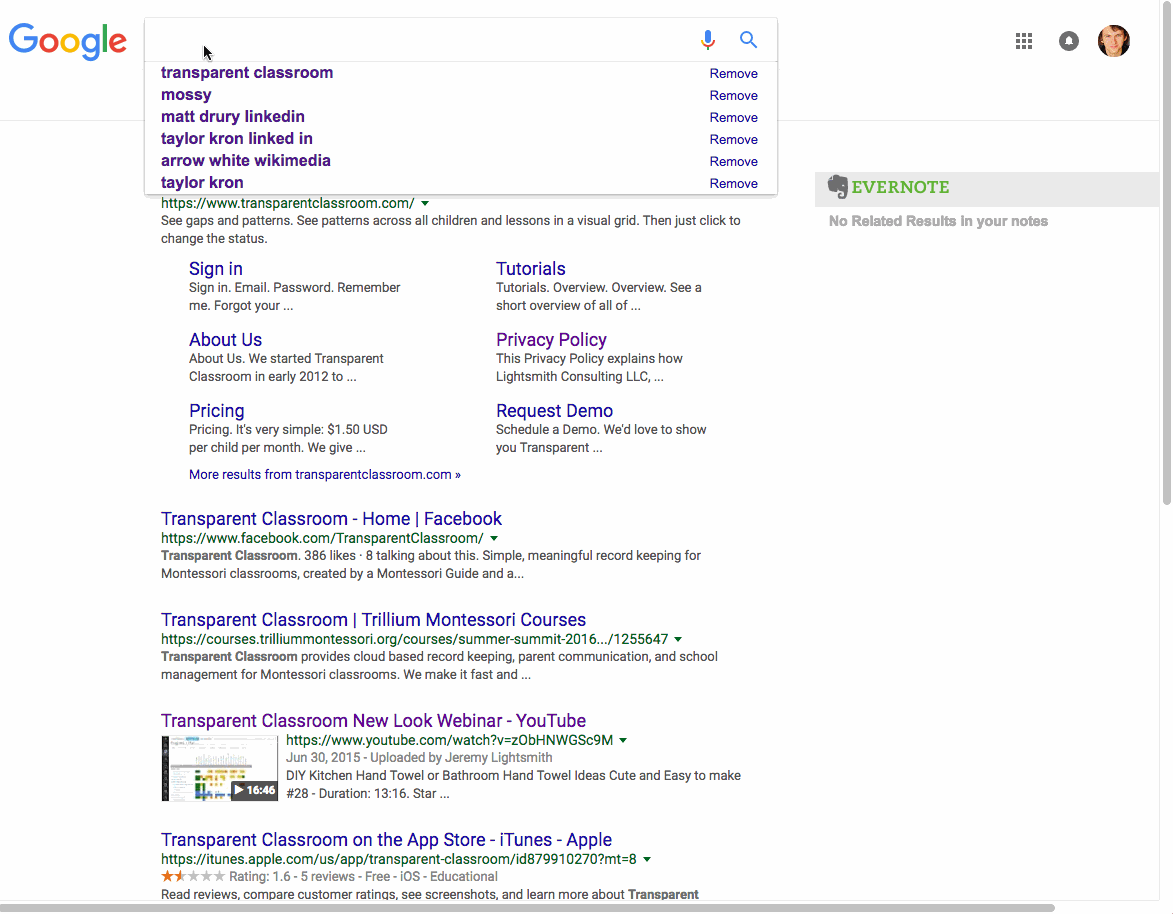 Google
transparent classroom Remove
mossy Remove
matt drury linkedin Remove
taylor kron linked in Remove
arrow white wikimedia Remove
taylor kron Remove
https://www.transparentclassroom.com/
See gaps and patterns. See patterns across all children and lessons in a visual grid. Then just click to
change the status.
EVERNOTE
No Related Results in your notes
Sign in
Sign in. Email. Password. Remember
me. Forgot your ...
Tutorials
Tutorials. Overview. Overview. See a
short overview of all of ...
About Us
About Us. We started Transparent
Classroom in early 2012 to ...
Privacy Policy
This Privacy Policy explains how
Lightsmith Consulting LLC, ...
Pricing
Pricing. It's very simple: $1.50 USD
per child per month. We give ...
Request Demo
Schedule a Demo. We'd love to show
you Transparent ...
More results from transparentclassroom.com »
Transparent Classroom - Home | Facebook
https://www.facebook.com/TransparentClassroom/
Transparent Classroom. 386 likes · 8 talking about this. Simple, meaningful record keeping for
Montessori classrooms, created by a Montessori Guide and a...
Transparent Classroom | Trillium Montessori Courses
https://courses.trilliummontessori.org/courses/summer-summit-2016.../1255647
Transparent Classroom provides cloud based record keeping, parent communication, and school
management for Montessori classrooms. We make it fast and ...
Transparent Classroom New Look Webinar - YouTube
https://www.youtube.com/watch?v=zObHNWGSc9M
Jun 30, 2015 - Uploaded by Jeremy Lightsmith
DIY Kitchen Hand Towel or Bathroom Hand Towel Ideas Cute and Easy to make
#28 - Duration: 13:16. Star ...
16:46
Transparent Classroom on the App Store - iTunes - Apple
https://itunes.apple.com/us/app/transparent-classroom/id879910270?mt=8
Rating: 1.6 - 5 reviews - Free - iOS - Educational
Read reviews, compare customer ratings, see screenshots, and learn more about Transparent